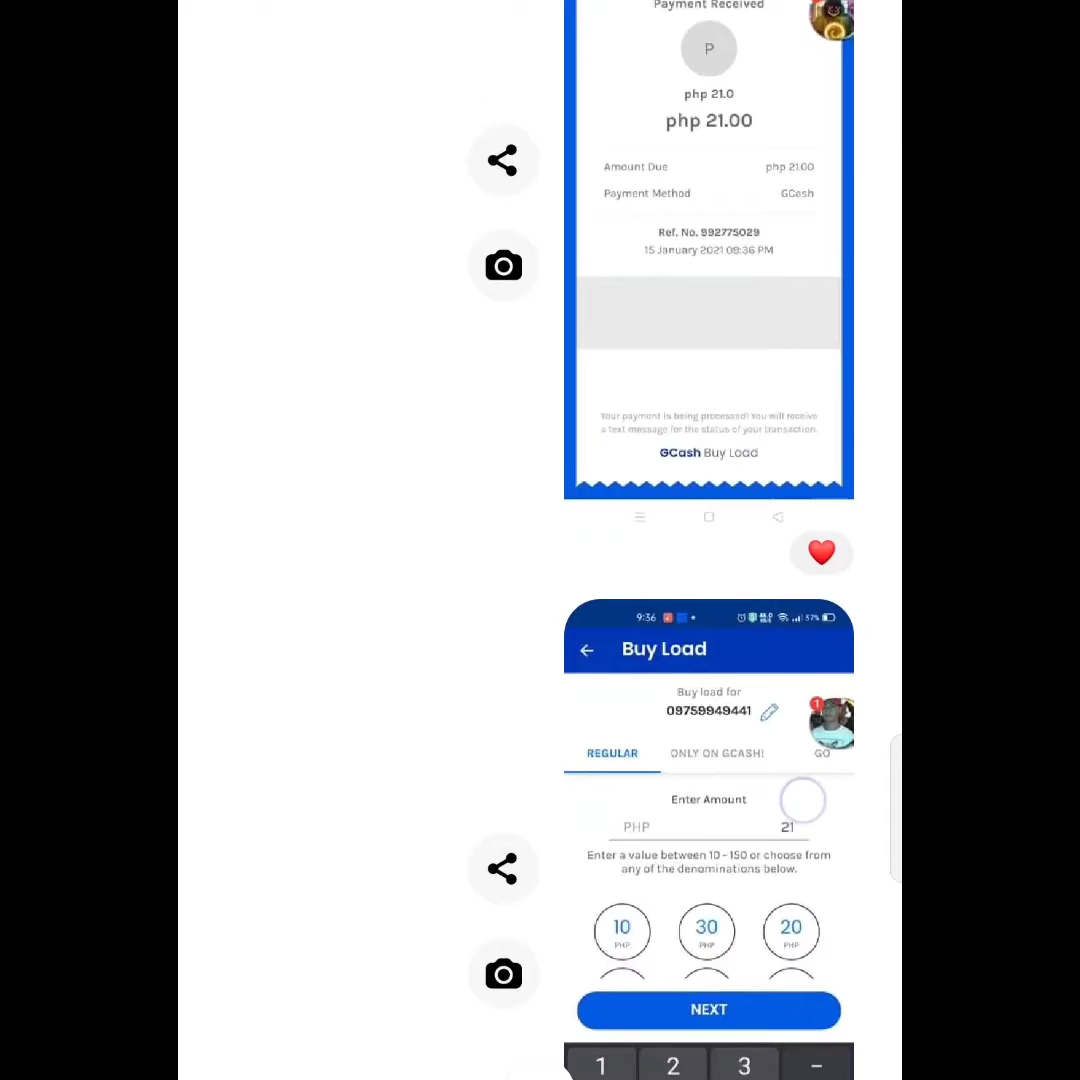 Payment Received
P
php 21.0
php 21.00
Amount Due php 21.00
Payment Method GCash
Ref. No. 992775029
15 January 2021 09:36 PM
Your payment is being processed! You will receive
a text message for the status of your transaction.
GCash Buy Load
9:36 37%
Buy Load
Buy load for
09759949441
1
REGULAR ONLY ON GCASH! GO
Enter Amount
PHP 21
Enter a value between 10 - 150 or choose from
any of the denominations below.
10 30 20
PHP PHP PHP
NEXT
1 2 3 -